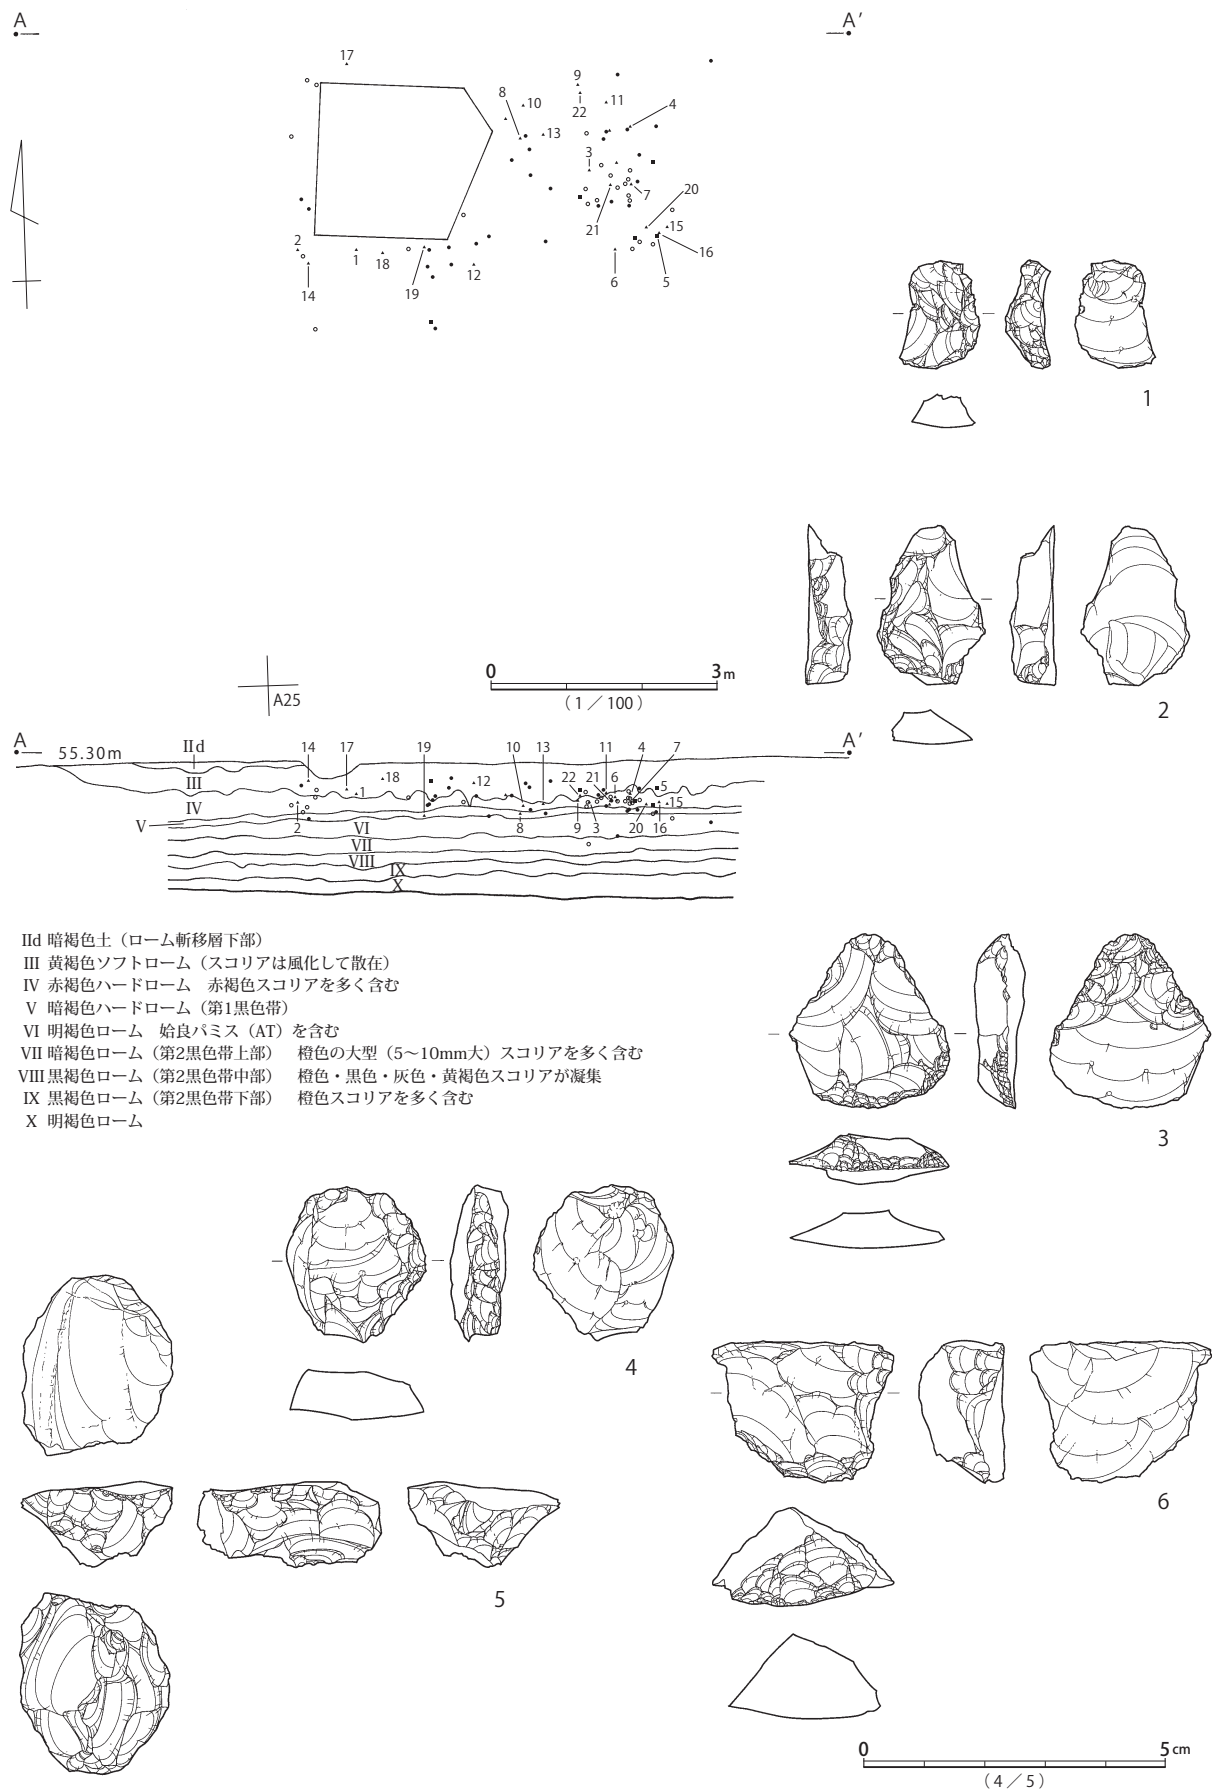 A A′
17
9
8 10 22 11 4
13
3
7 20
21 15
2 16
1 18 12 6 5
14 19
1
2
A25
0 3m
（1／100）
A A′
55.30m IId 14 17 19 10 13 11 4 7
III 18 12 22 21 6 5
1
IV 15
V 2 VI 8 9 3 20 16
VII
VIII
IX
X
IId 暗褐色土（ローム斬移層下部）
III 黄褐色ソフトローム（スコリアは風化して散在）
IV 赤褐色ハードローム　赤褐色スコリアを多く含む
V 暗褐色ハードローム（第1黒色帯）
VI 明褐色ローム　姶良パミス（AT）を含む
VII 暗褐色ローム（第2黒色帯上部）　橙色の大型（5〜10mm大）スコリアを多く含む
VIII 黒褐色ローム（第2黒色帯中部）　橙色・黒色・灰色・黄褐色スコリアが凝集
IX 黒褐色ローム（第2黒色帯下部）　橙色スコリアを多く含む
X 明褐色ローム
3
4
5
6
0 5cm
（4／5）